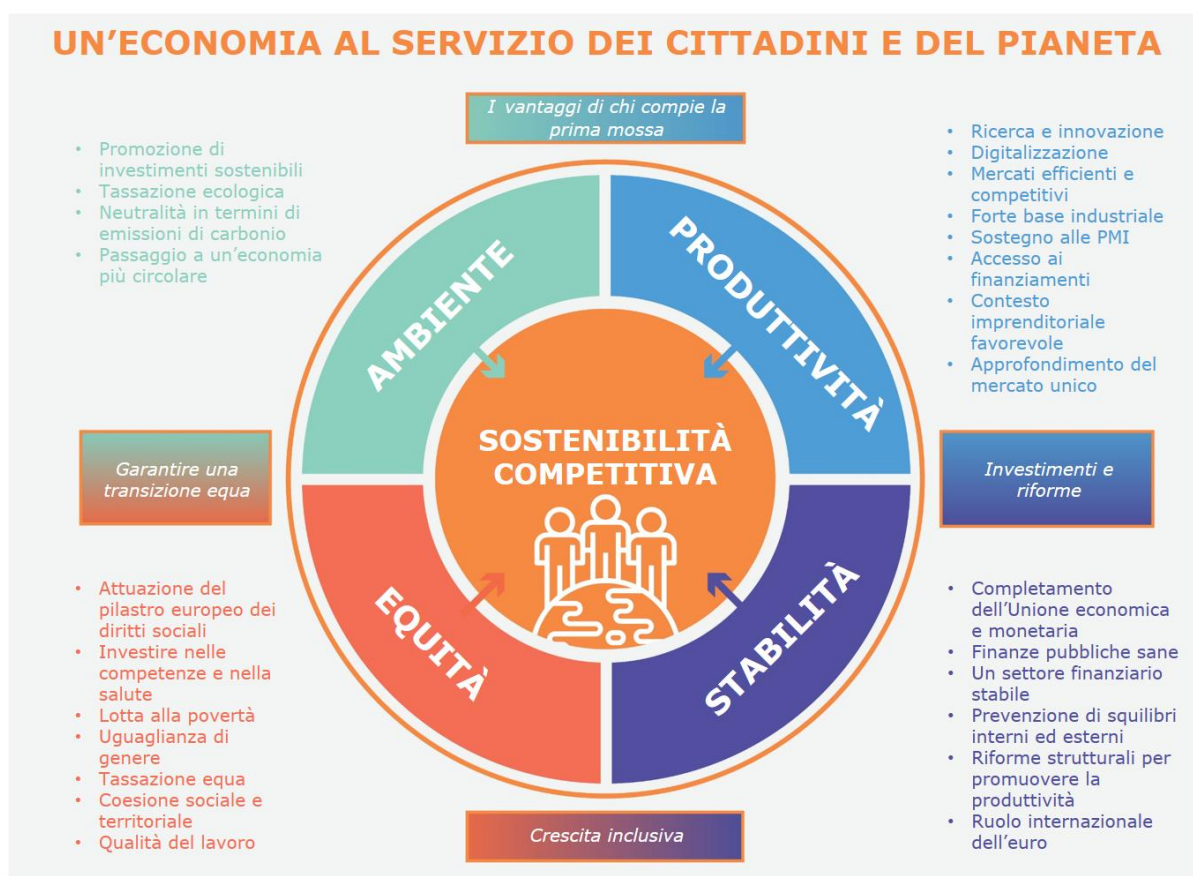 UN’ECONOMIA AL SERVIZIO DEI CITTADINI E DEL PIANETA
I vantaggi di chi compie la
prima mossa
• Promozione di
investimenti sostenibili
• Tassazione ecologica
• Neutralità in termini di
emissioni di carbonio
• Passaggio a un’economia
più circolare
• Ricerca e innovazione
• Digitalizzazione
• Mercati efficienti e
competitivi
• Forte base industriale
• Sostegno alle PMI
• Accesso ai
finanziamenti
• Contesto
imprenditoriale
favorevole
• Approfondimento del
mercato unico
AMBIENTE
PRODUTTIVITÀ
SOSTENIBILITÀ
COMPETITIVA
Garantire una
transizione equa
Investimenti e
riforme
EQUITÀ
STABILITÀ
• Attuazione del
pilastro europeo dei
diritti sociali
• Investire nelle
competenze e nella
salute
• Lotta alla povertà
• Uguaglianza di
genere
• Tassazione equa
• Coesione sociale e
territoriale
• Qualità del lavoro
• Completamento
dell’Unione economica
e monetaria
• Finanze pubbliche sane
• Un settore finanziario
stabile
• Prevenzione di squilibri
interni ed esterni
• Riforme strutturali per
promuovere la
produttività
• Ruolo internazionale
dell’euro
Crescita inclusiva